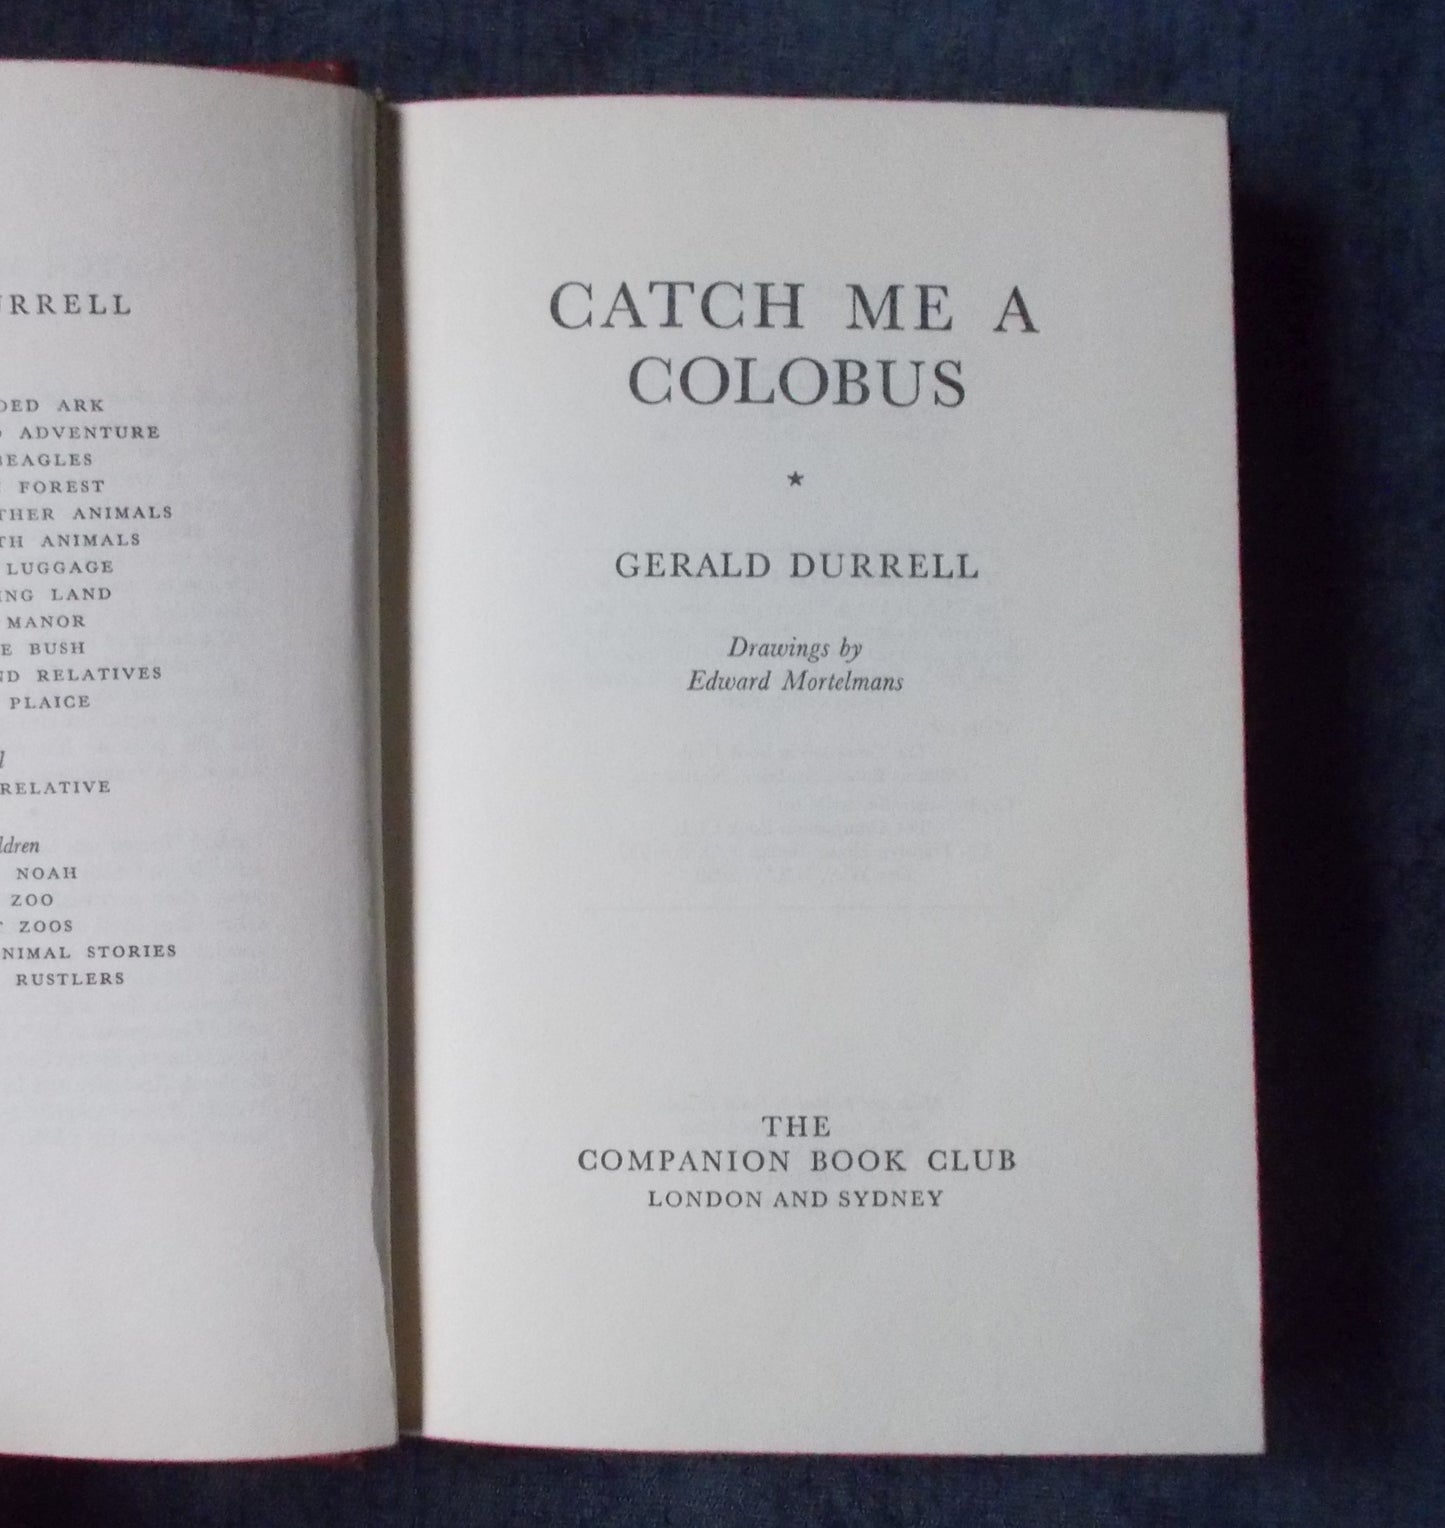 URRELL
DED ARK
ADVENTURE
BEAGLES
FOREST
THER ANIMALS
TH ANIMALS
LUGGAGE
ING LAND
MANOR
E BUSH
ND RELATIVES
PLAICE
RELATIVE
ldren
NOAH
ZOO
T ZOOS
NIMAL STORIES
RUSTLERS
CATCH ME A
COLOBUS
★
GERALD DURRELL
Drawings by
Edward Mortelmans
THE
COMPANION BOOK CLUB
LONDON AND SYDNEY